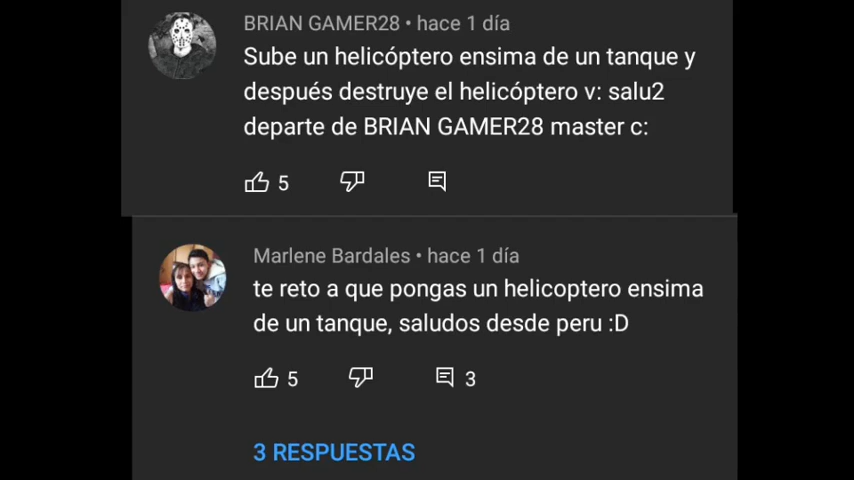 BRIAN GAMER28 • hace 1 día
Sube un helicóptero ensima de un tanque y
después destruye el helicóptero v: salu2
departe de BRIAN GAMER28 master c:
5
Marlene Bardales • hace 1 día
te reto a que pongas un helicoptero ensima
de un tanque, saludos desde peru :D
5 3
3 RESPUESTAS